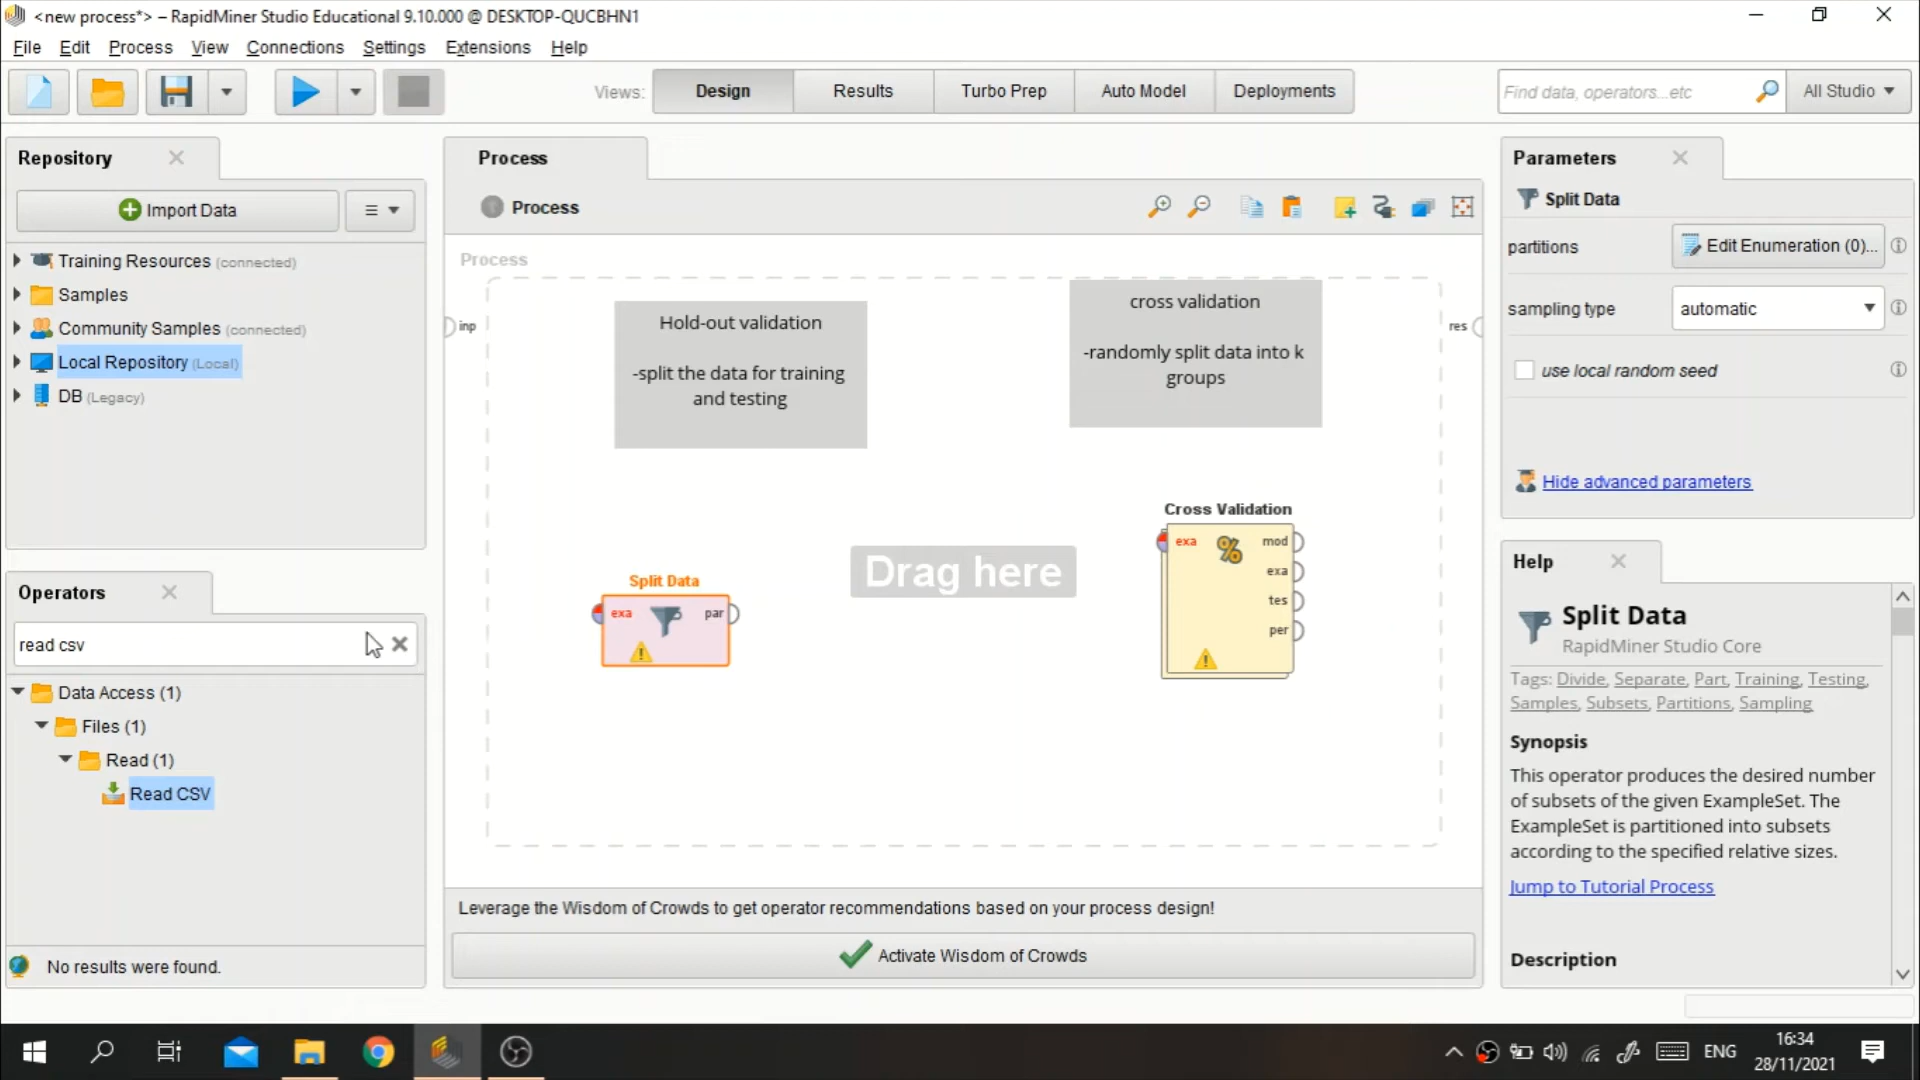 <new process*> – RapidMiner Studio Educational 9.10.000 @ DESKTOP-QUCBHN1
File Edit Process View Connections Settings Extensions Help
Views: Design Results Turbo Prep Auto Model Deployments
Find data, operators...etc All Studio
Repository
Import Data
Training Resources (connected)
Samples
Community Samples (connected)
Local Repository (Local)
DB (Legacy)
Operators
read csv
Data Access (1)
Files (1)
Read (1)
Read CSV
No results were found.
Process
Process
Process
inp
res
Hold-out validation
-split the data for training
and testing
cross validation
-randomly split data into k
groups
Split Data
exa par
Drag here
Cross Validation
exa mod
exa
tes
per
%
Leverage the Wisdom of Crowds to get operator recommendations based on your process design!
Activate Wisdom of Crowds
Parameters
Split Data
partitions Edit Enumeration (0)...
sampling type automatic
use local random seed
Hide advanced parameters
Help
Split Data
RapidMiner Studio Core
Tags: Divide, Separate, Part, Training, Testing,
Samples, Subsets, Partitions, Sampling
Synopsis
This operator produces the desired number
of subsets of the given ExampleSet. The
ExampleSet is partitioned into subsets
according to the specified relative sizes.
Jump to Tutorial Process
Description
ENG
16:34
28/11/2021